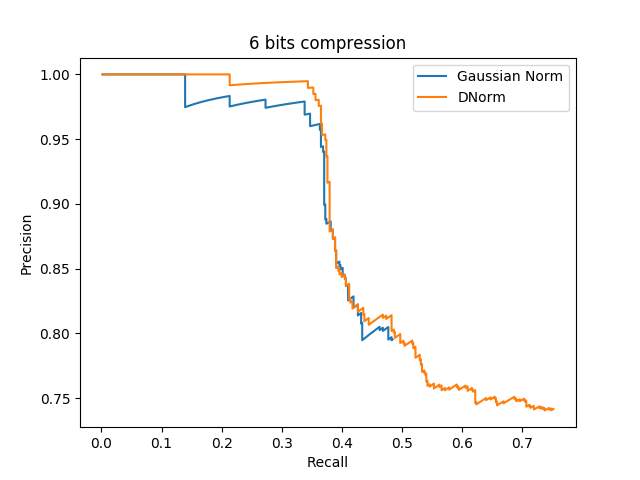 6 bits compression
Gaussian Norm
DNorm
1.00
0.95
0.90
0.85
0.80
0.75
Precision
0.0 0.1 0.2 0.3 0.4 0.5 0.6 0.7
Recall